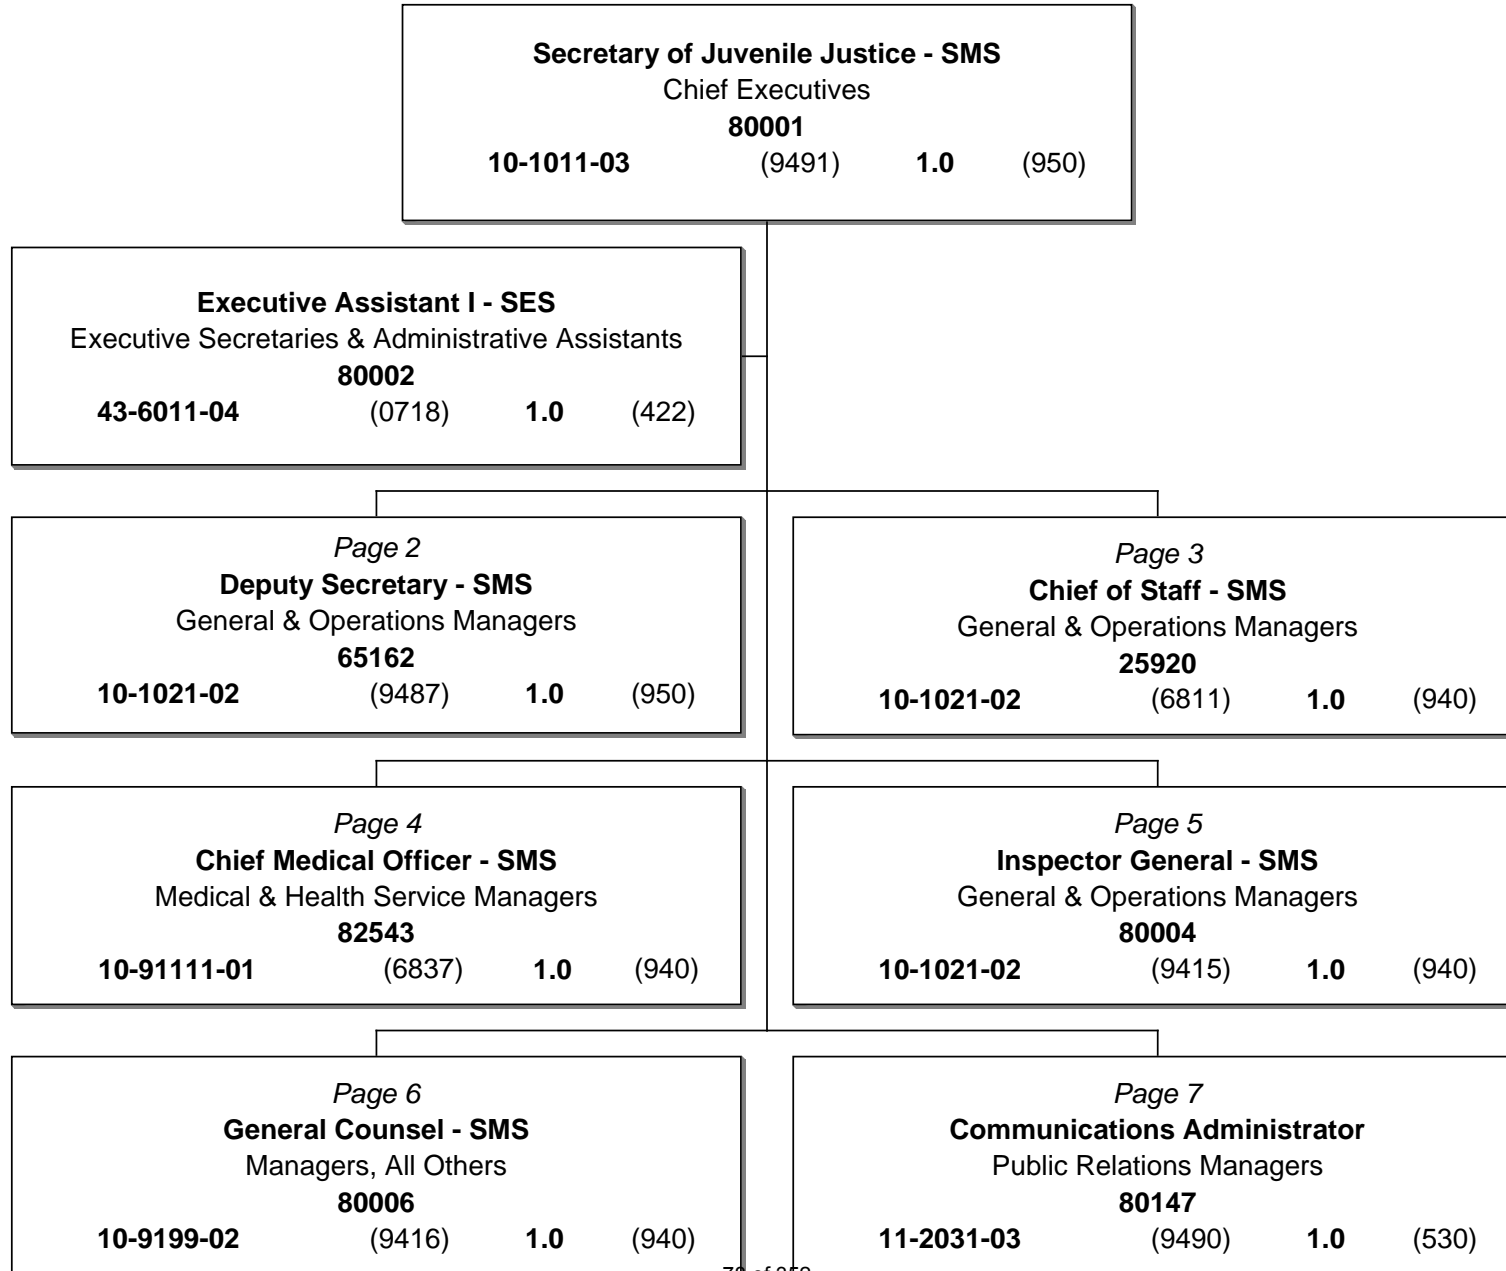 Secretary of Juvenile Justice - SMS
Chief Executives
80001
10-1011-03 (9491) 1.0 (950)
Executive Assistant I - SES
Executive Secretaries & Administrative Assistants
80002
43-6011-04 (0718) 1.0 (422)
Page 2
Deputy Secretary - SMS
General & Operations Managers
65162
10-1021-02 (9487) 1.0 (950)
Page 3
Chief of Staff - SMS
General & Operations Managers
25920
10-1021-02 (6811) 1.0 (940)
Page 4
Chief Medical Officer - SMS
Medical & Health Service Managers
82543
10-91111-01 (6837) 1.0 (940)
Page 5
Inspector General - SMS
General & Operations Managers
80004
10-1021-02 (9415) 1.0 (940)
Page 6
General Counsel - SMS
Managers, All Others
80006
10-9199-02 (9416) 1.0 (940)
Page 7
Communications Administrator
Public Relations Managers
80147
11-2031-03 (9490) 1.0 (530)
of